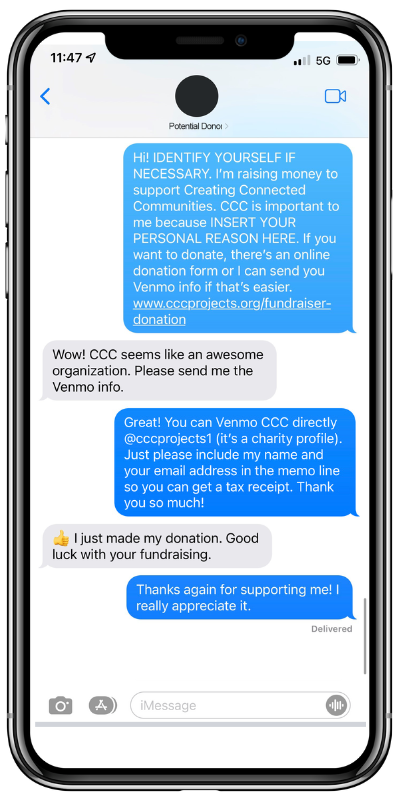 11:47
5G
Potential Donor
Hi! IDENTIFY YOURSELF IF
NECESSARY. I'm raising money to
support Creating Connected
Communities. CCC is important to
me because INSERT YOUR
PERSONAL REASON HERE. If you
want to donate, there's an online
donation form or I can send you
Venmo info if that's easier.
www.cccprojects.org/fundraiser-
donation
Wow! CCC seems like an awesome
organization. Please send me the
Venmo info.
Great! You can Venmo CCC directly
@cccprojects1 (it's a charity profile).
Just please include my name and
your email address in the memo line
so you can get a tax receipt. Thank
you so much!
👍 I just made my donation. Good
luck with your fundraising.
Thanks again for supporting me! I
really appreciate it.
Delivered
iMessage